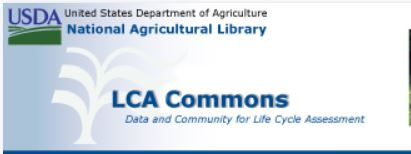 USDA United States Department of Agriculture
National Agricultural Library
LCA Commons
Data and Community for Life Cycle Assessment